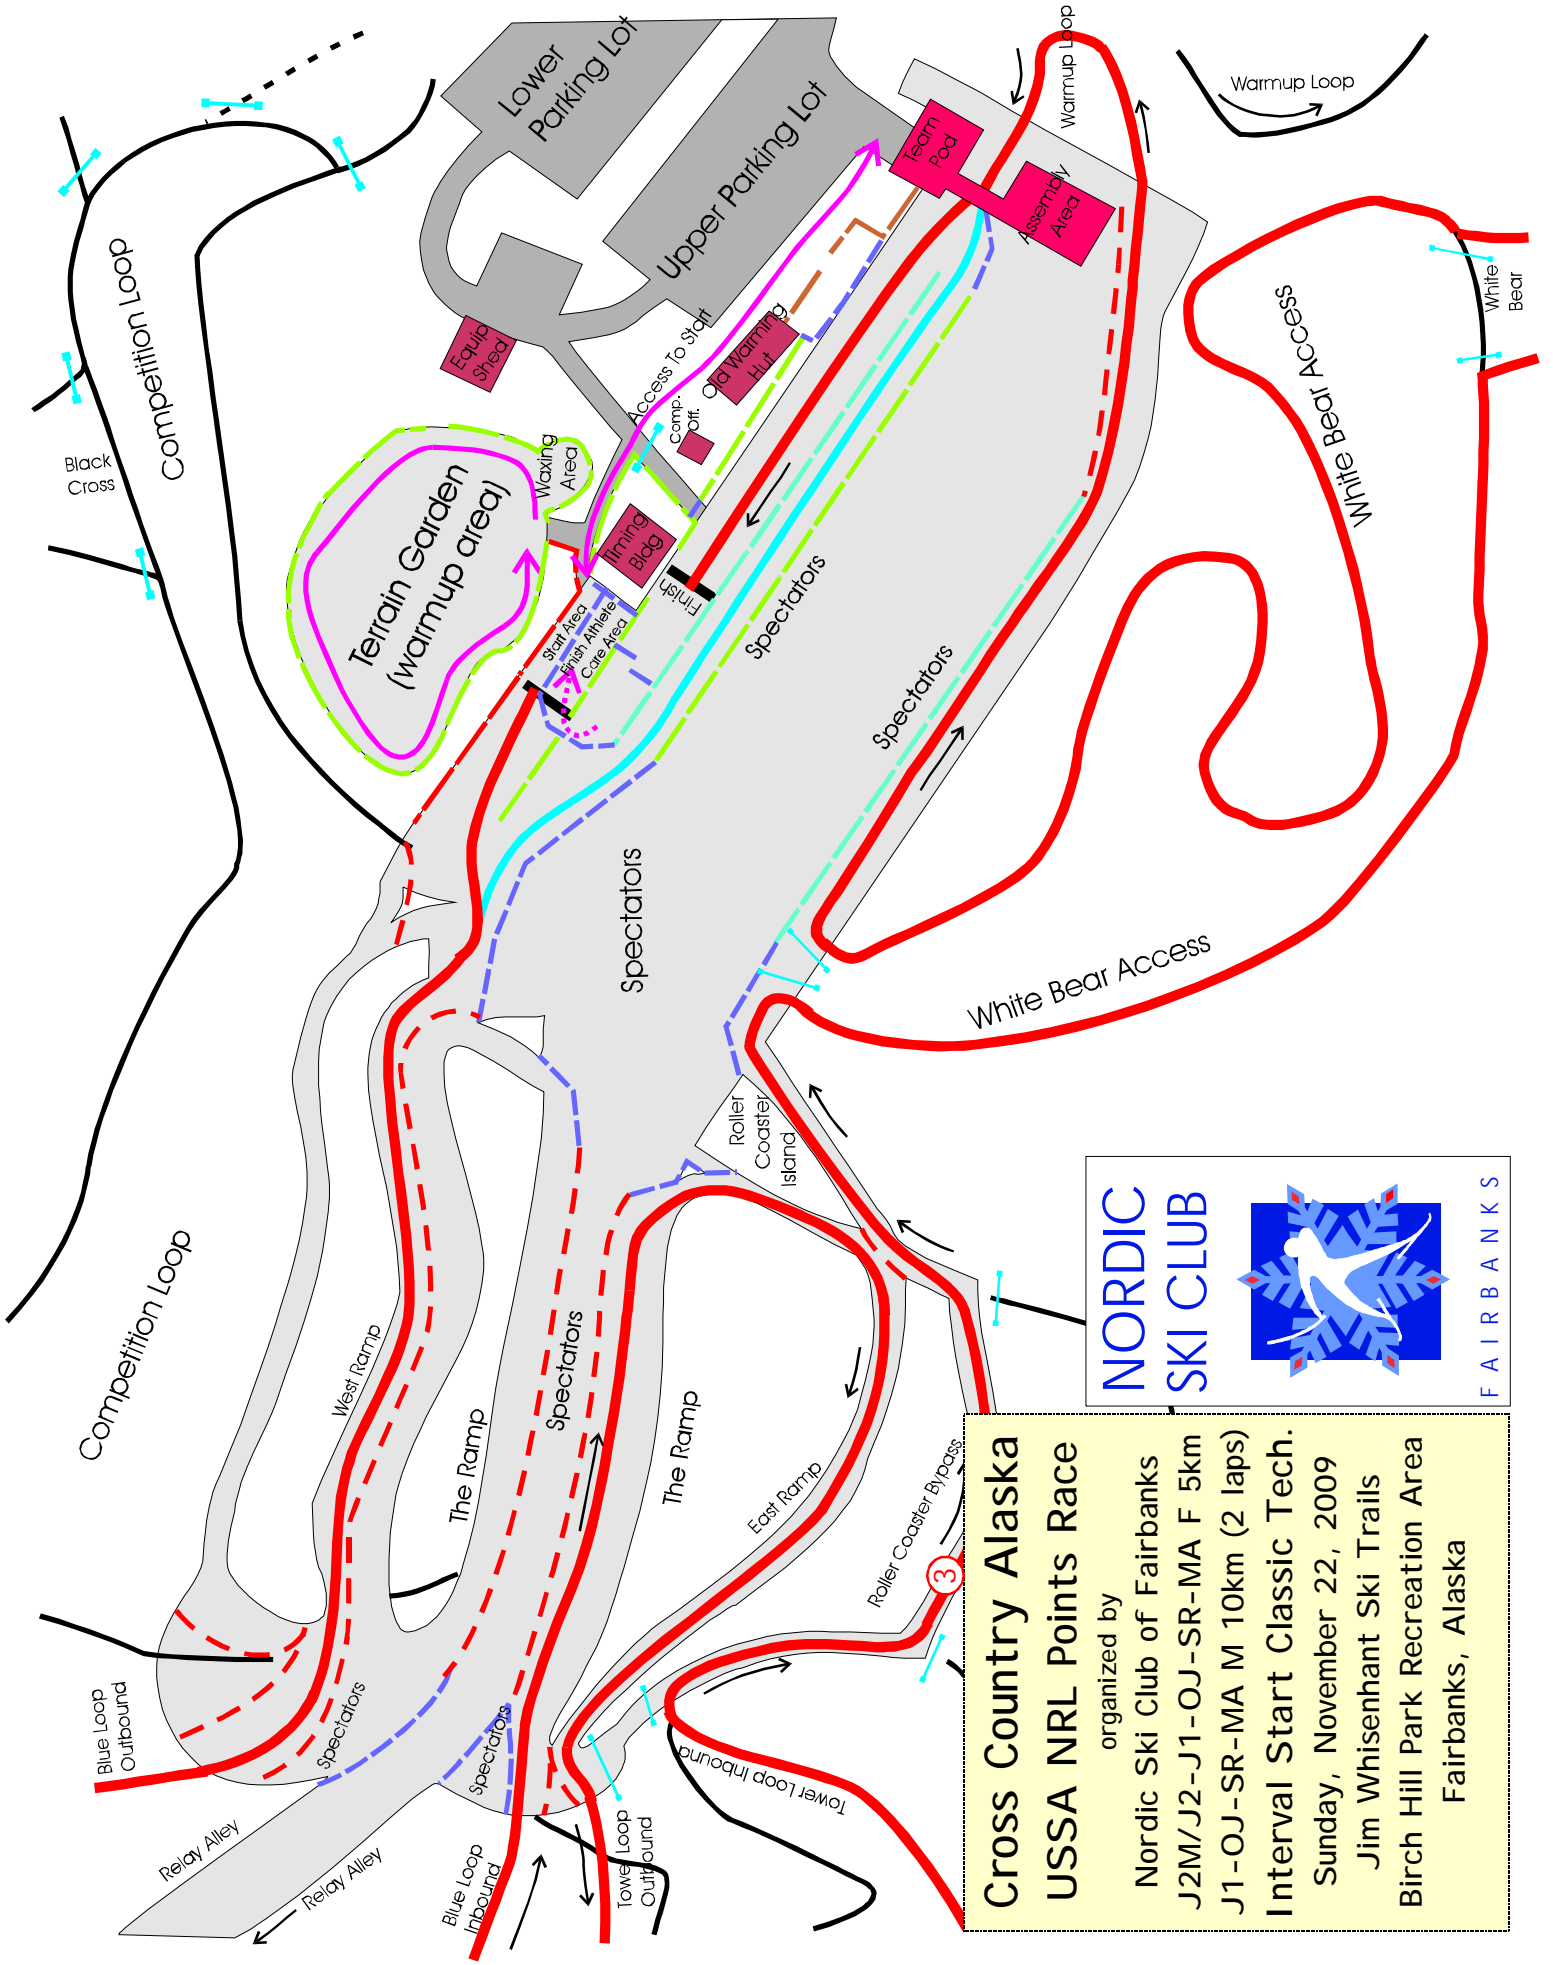 Lower
Parking Lot
Upper Parking Lot
Warmup Loop
Warmup Loop
Team
Pod
Assembly
Area
Competition Loop
Black
Cross
Equip
Shed
Access To Start
Old Warming
Hut
Comp.
Off.
Waxing
Area
Terrain Garden
(warmup area)
Timing
Bldg
Finish
Start Area
Finish Athlete
Care Area
Spectators
Spectators
Spectators
White
Bear
White Bear Access
White Bear Access
White Bear Access
Roller
Coaster
Island
Competition Loop
West Ramp
The Ramp
Spectators
The Ramp
East Ramp
Roller Coaster Bypass
3
Blue Loop
Outbound
Spectators
Spectators
Relay Alley
Relay Alley
Blue Loop
Inbound
Tower Loop
Outbound
Tower Loop Inbound
NORDIC
SKI CLUB
FAIRBANKS
Cross Country Alaska
USSA NRL Points Race
organized by
Nordic Ski Club of Fairbanks
J2M/J2-J1-OJ-SR-MA F 5km
J1-OJ-SR-MA M 10km (2 laps)
Interval Start Classic Tech.
Sunday, November 22, 2009
Jim Whisenhant Ski Trails
Birch Hill Park Recreation Area
Fairbanks, Alaska